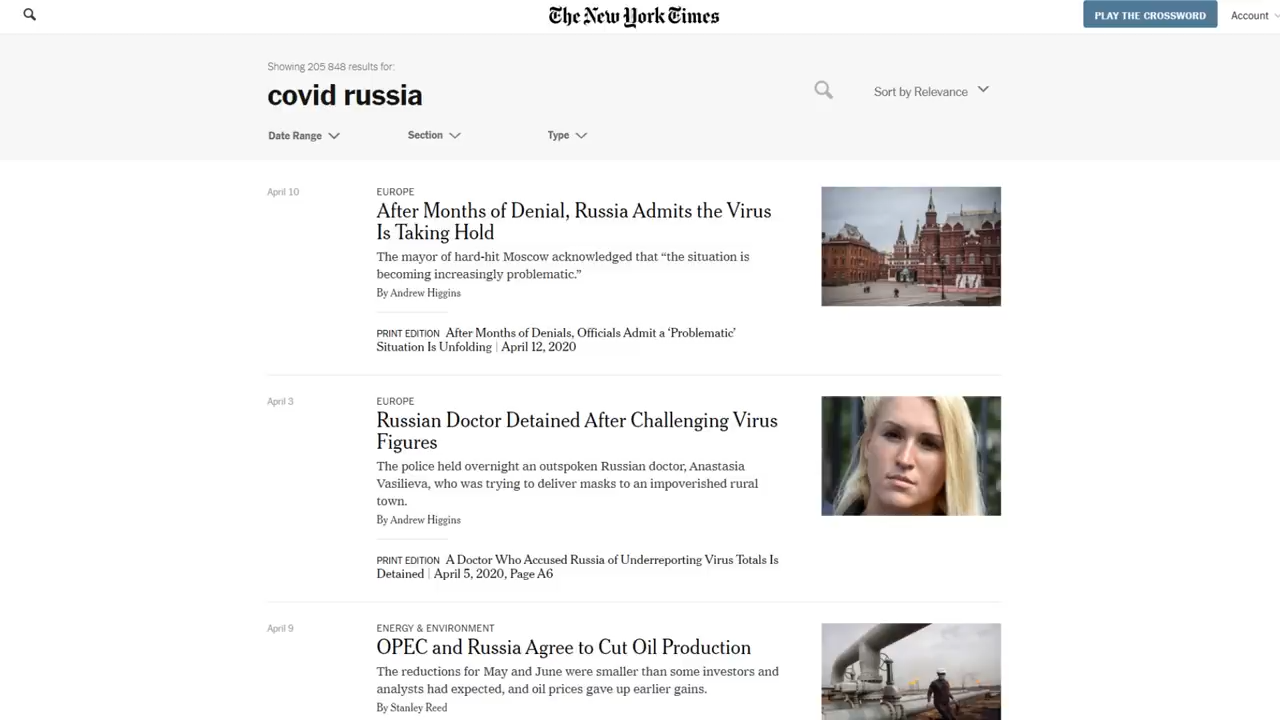 The New York Times
PLAY THE CROSSWORD
Account
Showing 205 848 results for:
covid russia
Sort by Relevance
Date Range
Section
Type
April 10
EUROPE
After Months of Denial, Russia Admits the Virus
Is Taking Hold
The mayor of hard-hit Moscow acknowledged that “the situation is
becoming increasingly problematic.”
By Andrew Higgins
PRINT EDITION After Months of Denials, Officials Admit a ‘Problematic’
Situation Is Unfolding | April 12, 2020
April 3
EUROPE
Russian Doctor Detained After Challenging Virus
Figures
The police held overnight an outspoken Russian doctor, Anastasia
Vasilieva, who was trying to deliver masks to an impoverished rural
town.
By Andrew Higgins
PRINT EDITION A Doctor Who Accused Russia of Underreporting Virus Totals Is
Detained | April 5, 2020, Page A6
April 9
ENERGY & ENVIRONMENT
OPEC and Russia Agree to Cut Oil Production
The reductions for May and June were smaller than some investors and
analysts had expected, and oil prices gave up earlier gains.
By Stanley Reed